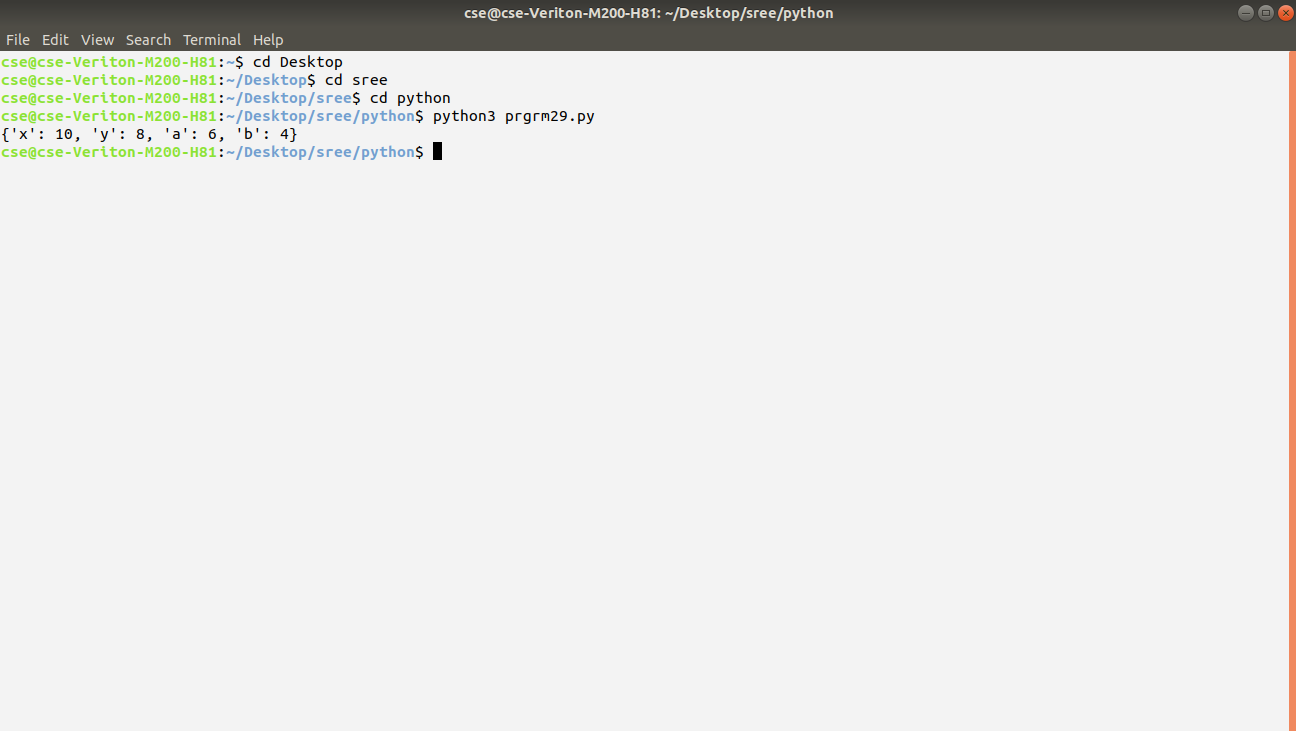 cse@cse-Veriton-M200-H81: ~/Desktop/sree/python
File Edit View Search Terminal Help
cse@cse-Veriton-M200-H81:~$ cd Desktop
cse@cse-Veriton-M200-H81:~/Desktop$ cd sree
cse@cse-Veriton-M200-H81:~/Desktop/sree$ cd python
cse@cse-Veriton-M200-H81:~/Desktop/sree/python$ python3 prgrm29.py
{'x': 10, 'y': 8, 'a': 6, 'b': 4}
cse@cse-Veriton-M200-H81:~/Desktop/sree/python$